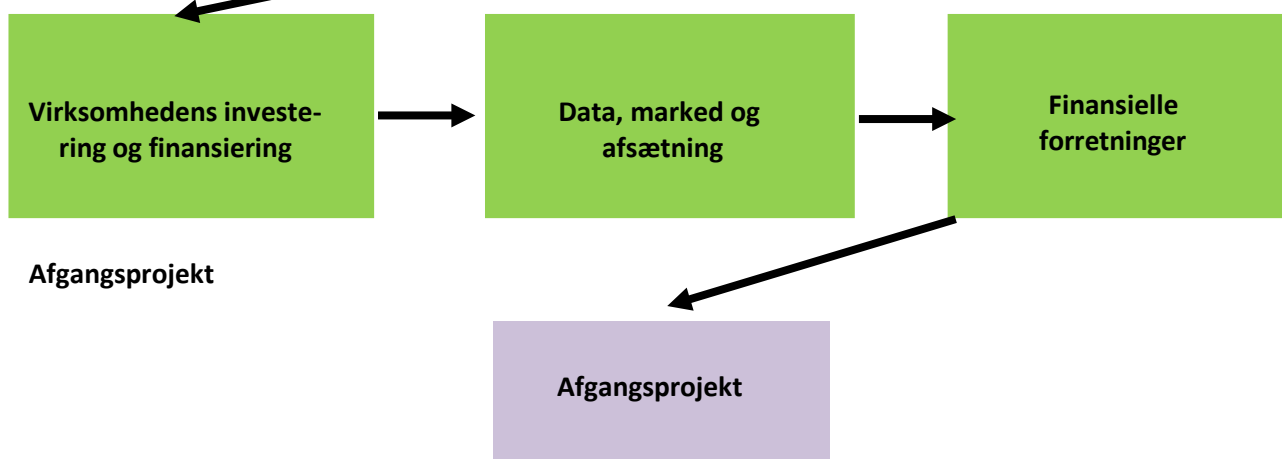 Virksomhedens investe-
ring og finansiering
Data, marked og
afsætning
Finansielle
forretninger
Afgangsprojekt
Afgangsprojekt